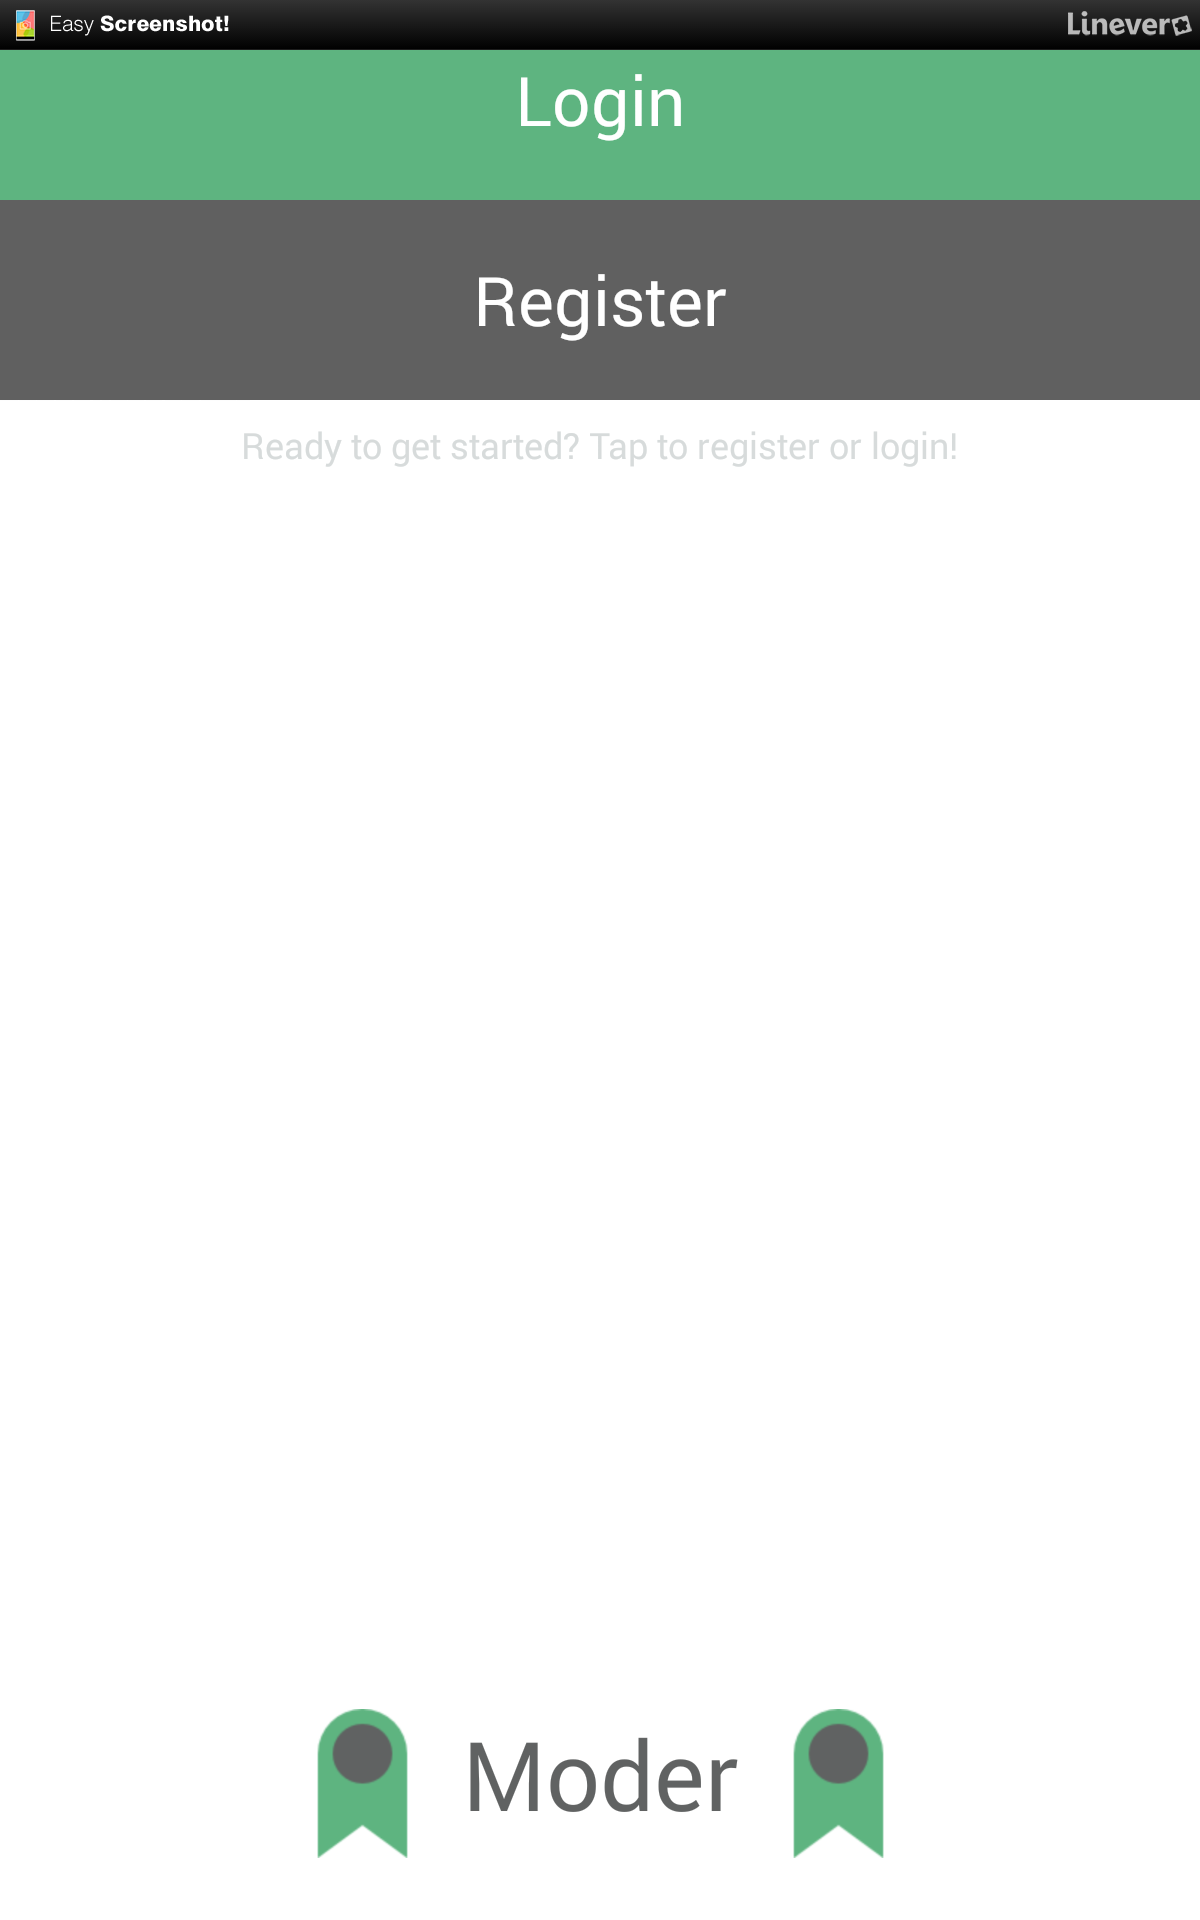 Easy Screenshot!
Linever
Login
Register
Ready to get started? Tap to register or login!
Moder